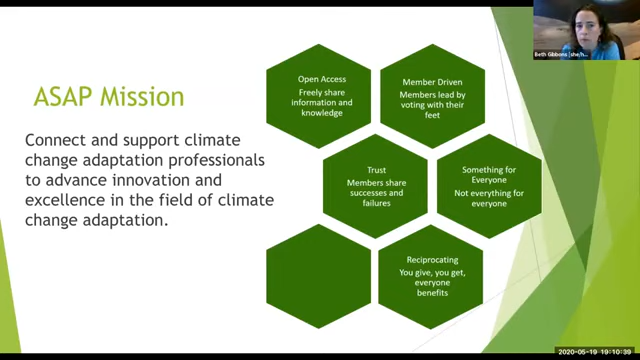 ASAP Mission
Connect and support climate
change adaptation professionals
to advance innovation and
excellence in the field of climate
change adaptation.
Open Access
Freely share
information and
knowledge
Member Driven
Members lead by
voting with their
feet
Trust
Members share
successes and
failures
Something for
Everyone
Not everything for
everyone
Reciprocating
You give, you get,
everyone
benefits
Beth Gibbons (she/h...
2020-05-19 19:10:39